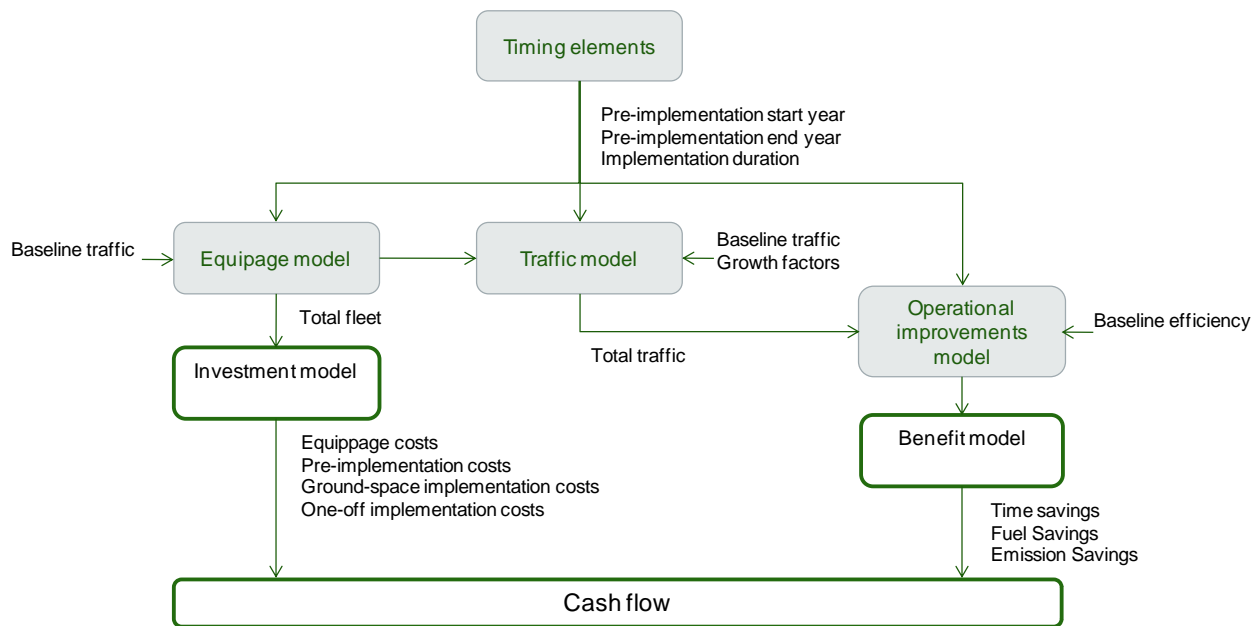 Timing elements
Pre-implementation start year
Pre-implementation end year
Implementation duration
Baseline traffic
Equipage model
Traffic model
Baseline traffic
Growth factors
Total fleet
Operational
improvements
model
Baseline efficiency
Total traffic
Investment model
Benefit model
Equippage costs
Pre-implementation costs
Ground-space implementation costs
One-off implementation costs
Time savings
Fuel Savings
Emission Savings
Cash flow